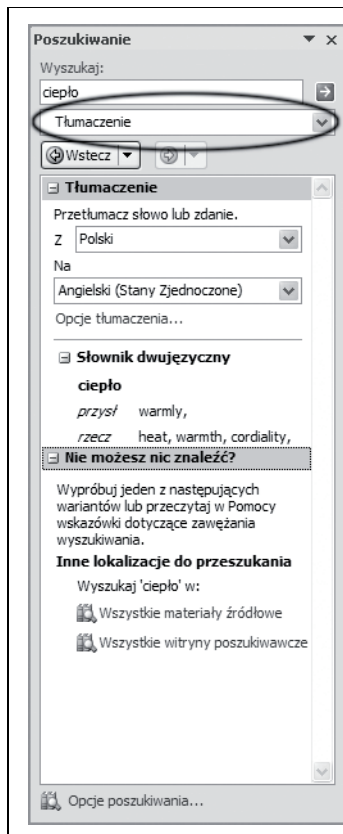 Poszukiwanie
Wyszukaj:
ciepło
Tłumaczenie
Wstecz
Tłumaczenie
Przetłumacz słowo lub zdanie.
Z Polski
Na
Angielski (Stany Zjednoczone)
Opcje tłumaczenia...
Słownik dwujęzyczny
ciepło
przysł warmly,
rzecz heat, warmth, cordiality,
Nie możesz nic znaleźć?
Wypróbuj jeden z następujących
wariantów lub przeczytaj w Pomocy
wskazówki dotyczące zawężania
wyszukiwania.
Inne lokalizacje do przeszukania
Wyszukaj 'ciepło' w:
Wszystkie materiały źródłowe
Wszystkie witryny poszukiwawcze
Opcje poszukiwania...